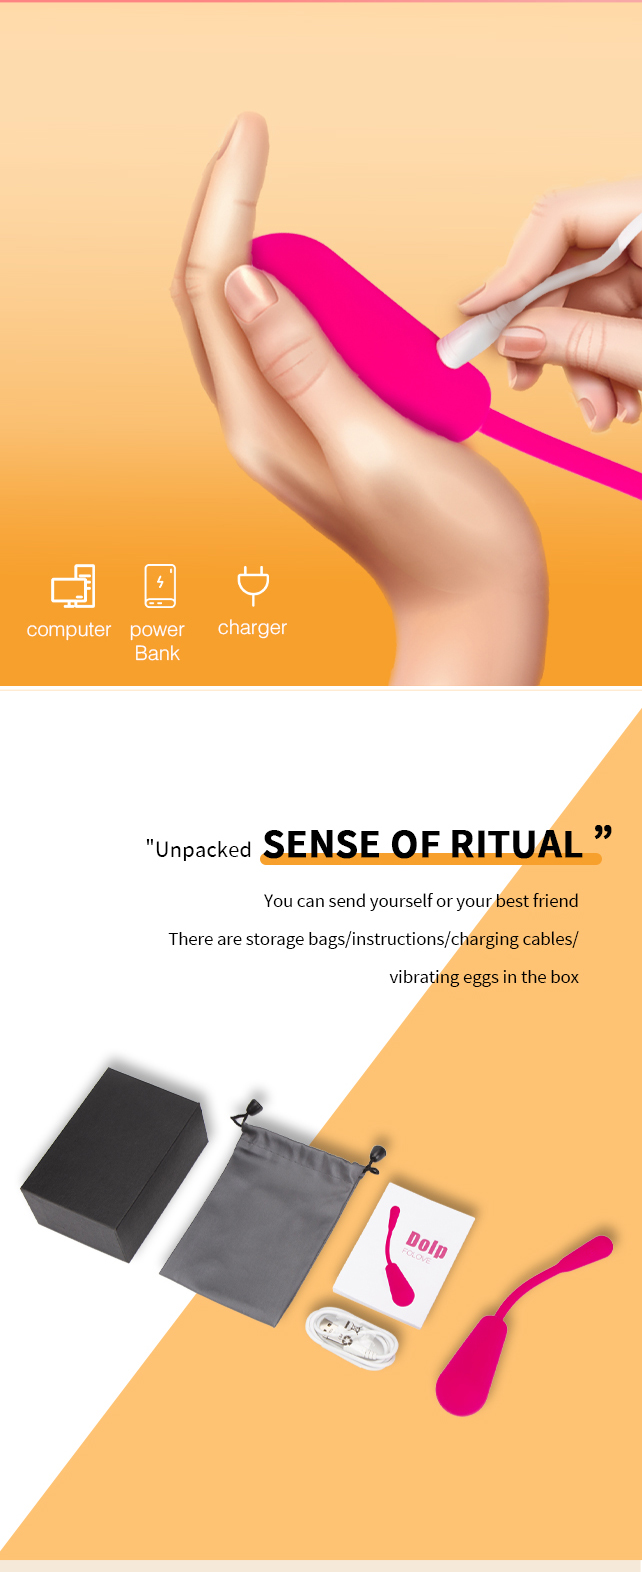 computer
power
Bank
charger
"Unpacked SENSE OF RITUAL ”
You can send yourself or your best friend
There are storage bags/instructions/charging cables/
vibrating eggs in the box
Dolp
FOLOVE